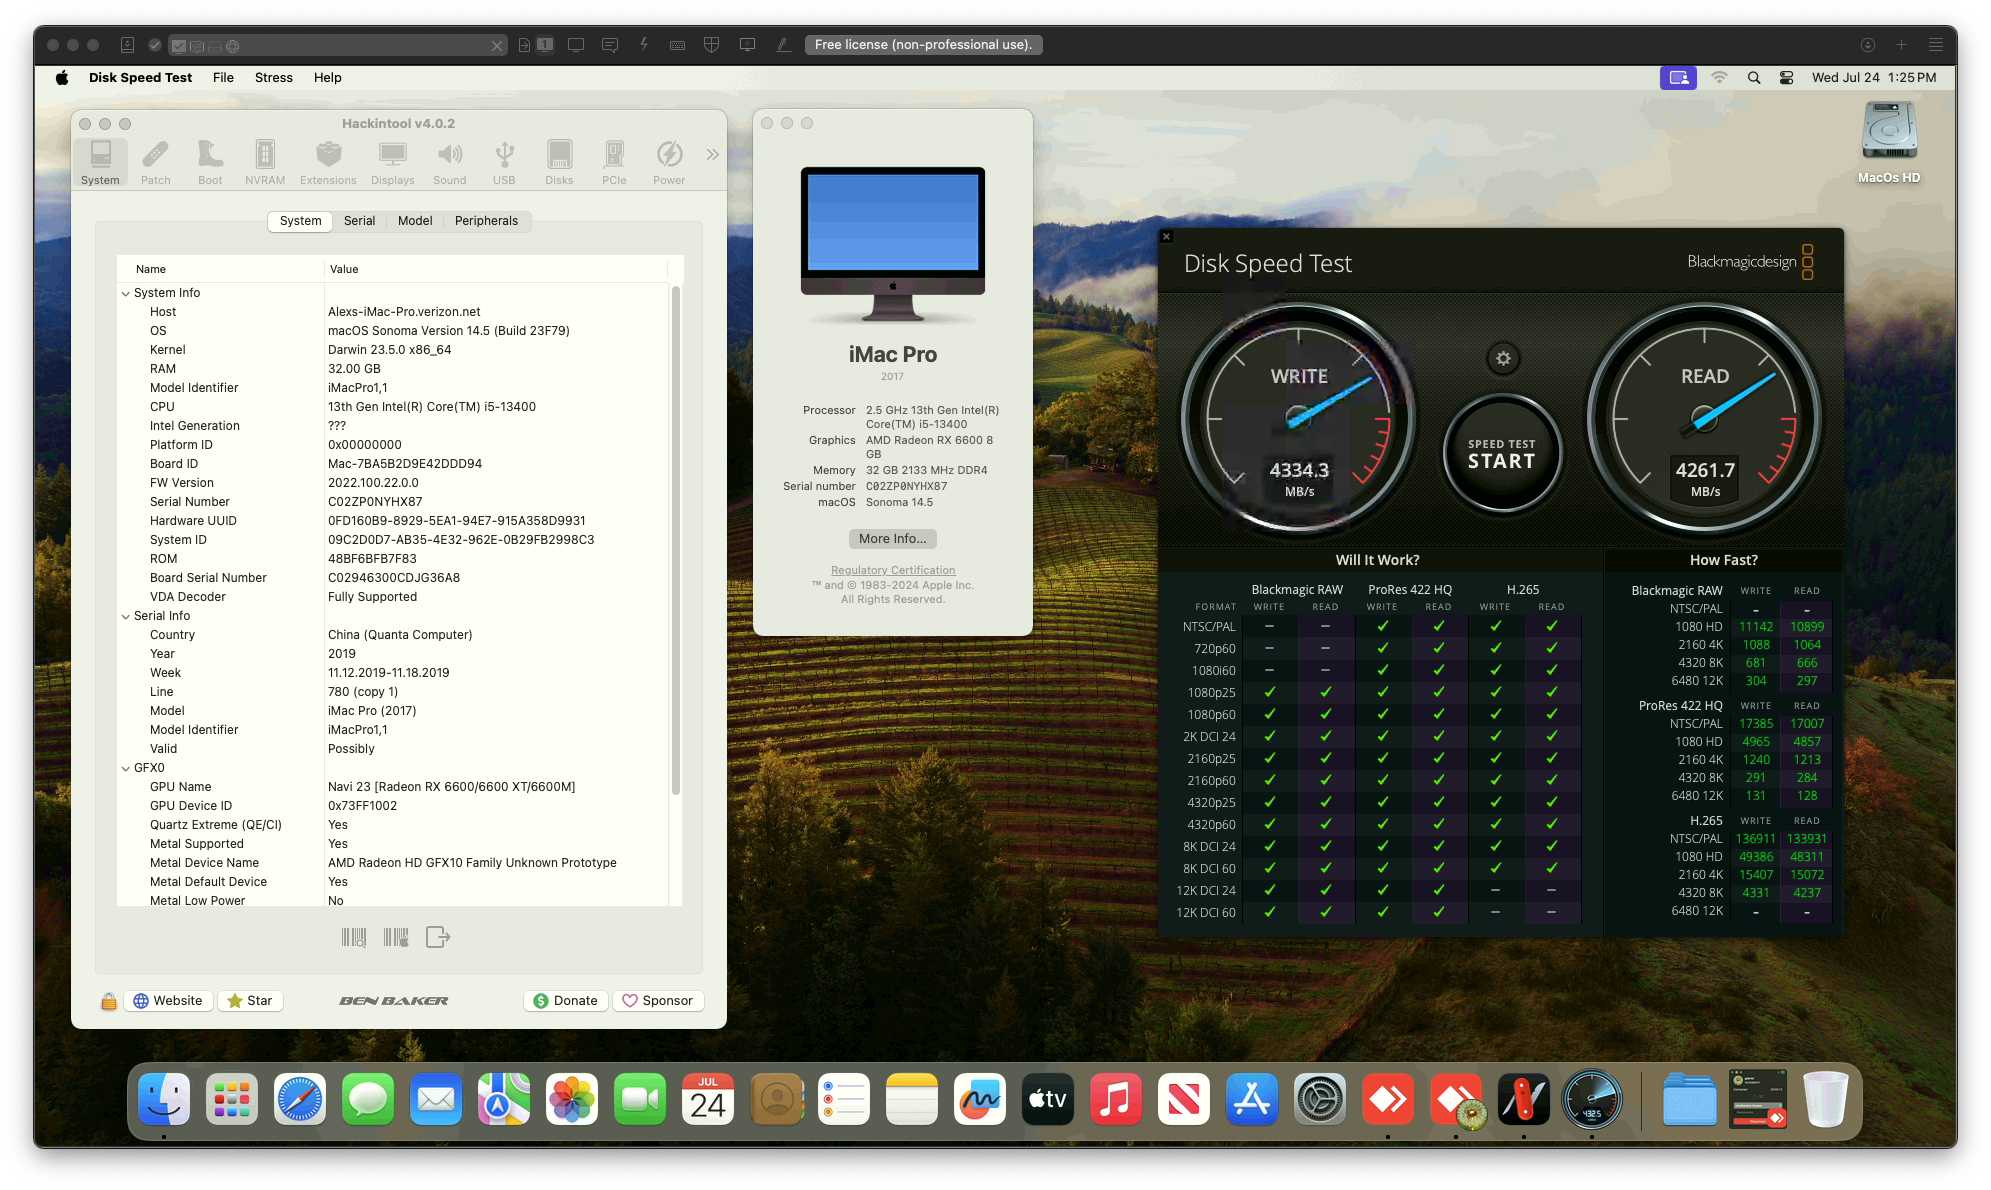 Free license (non-professional use).
1
Disk Speed Test File Stress Help
Wed Jul 24 1:25 PM
Hackintool v4.0.2
System Patch Boot NVRAM Extensions Displays Sound USB Disks PCIe Power
System Serial Model Peripherals
Name Value
System Info
Host Alexs-iMac-Pro.verizon.net
OS macOS Sonoma Version 14.5 (Build 23F79)
Kernel Darwin 23.5.0 x86_64
RAM 32.00 GB
Model Identifier iMacPro1,1
CPU 13th Gen Intel(R) Core(TM) i5-13400
Intel Generation ???
Platform ID 0x00000000
Board ID Mac-7BA5B2D9E42DDD94
FW Version 2022.100.22.0.0
Serial Number C02ZP0NYHX87
Hardware UUID 0FD160B9-8929-5EA1-94E7-915A358D9931
System ID 09C2D0D7-AB35-4E32-962E-0B29FB2998C3
ROM 48BF6BFB7F83
Board Serial Number C02946300CDJG36A8
VDA Decoder Fully Supported
Serial Info
Country China (Quanta Computer)
Year 2019
Week 11.12.2019-11.18.2019
Line 780 (copy 1)
Model iMac Pro (2017)
Model Identifier iMacPro1,1
Valid Possibly
GFX0
GPU Name Navi 23 [Radeon RX 6600/6600 XT/6600M]
GPU Device ID 0x73FF1002
Quartz Extreme (QE/CI) Yes
Metal Supported Yes
Metal Device Name AMD Radeon HD GFX10 Family Unknown Prototype
Metal Default Device Yes
Metal Low Power No
Website Star BEN BAKER Donate Sponsor
iMac Pro
2017
Processor 2.5 GHz 13th Gen Intel(R)
Core(TM) i5-13400
Graphics AMD Radeon RX 6600 8
GB
Memory 32 GB 2133 MHz DDR4
Serial number C02ZP0NYHX87
macOS Sonoma 14.5
More Info...
Regulatory Certification
™ and © 1983-2024 Apple Inc.
All Rights Reserved.
MacOs HD
Disk Speed Test Blackmagicdesign
WRITE
4334.3
MB/s
SPEED TEST
START
READ
4261.7
MB/s
Will It Work?
Blackmagic RAW ProRes 422 HQ H.265
FORMAT WRITE READ WRITE READ WRITE READ
NTSC/PAL – – ✓ ✓ ✓ ✓
720p60 – – ✓ ✓ ✓ ✓
1080i60 – – ✓ ✓ ✓ ✓
1080p25 ✓ ✓ ✓ ✓ ✓ ✓
1080p60 ✓ ✓ ✓ ✓ ✓ ✓
2K DCI 24 ✓ ✓ ✓ ✓ ✓ ✓
2160p25 ✓ ✓ ✓ ✓ ✓ ✓
2160p60 ✓ ✓ ✓ ✓ ✓ ✓
4320p25 ✓ ✓ ✓ ✓ ✓ ✓
4320p60 ✓ ✓ ✓ ✓ ✓ ✓
8K DCI 24 ✓ ✓ ✓ ✓ ✓ ✓
8K DCI 60 ✓ ✓ ✓ ✓ ✓ ✓
12K DCI 24 ✓ ✓ ✓ ✓ – –
12K DCI 60 ✓ ✓ ✓ ✓ – –
How Fast?
Blackmagic RAW WRITE READ
NTSC/PAL - -
1080 HD 11142 10899
2160 4K 1088 1064
4320 8K 681 666
6480 12K 304 297
ProRes 422 HQ WRITE READ
NTSC/PAL 17385 17007
1080 HD 4965 4857
2160 4K 1240 1213
4320 8K 291 284
6480 12K 131 128
H.265 WRITE READ
NTSC/PAL 136911 133931
1080 HD 49386 48311
2160 4K 15407 15072
4320 8K 4331 4237
6480 12K - -
JUL
24
tv
432.5